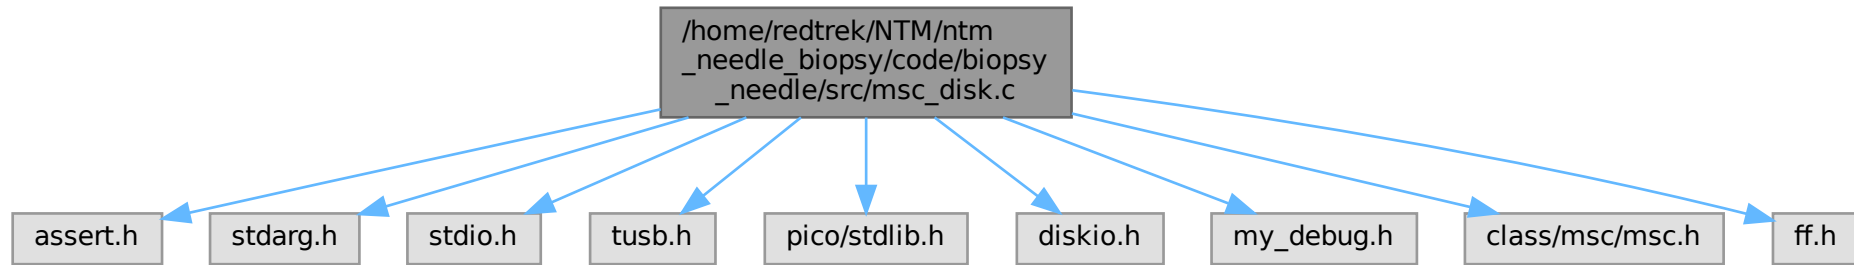 /home/redtrek/NTM/ntm
_needle_biopsy/code/biopsy
_needle/src/msc_disk.c
assert.h
stdarg.h
stdio.h
tusb.h
pico/stdlib.h
diskio.h
my_debug.h
class/msc/msc.h
ff.h